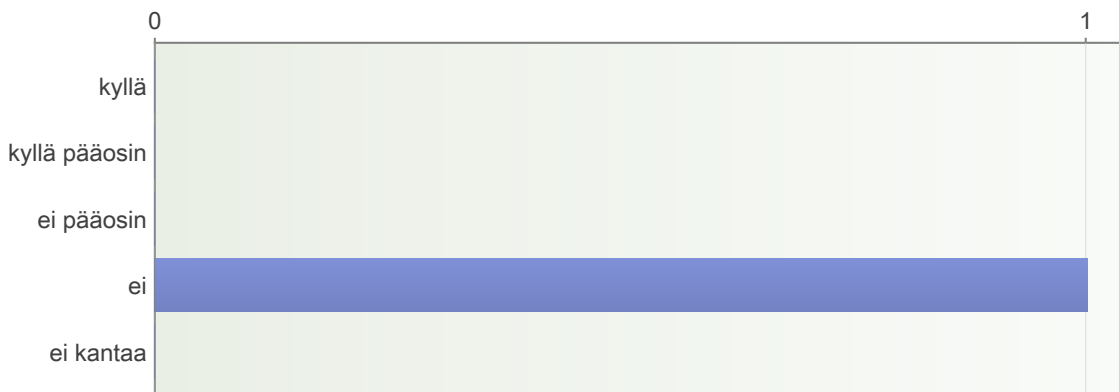 0 1
kyllä
kyllä pääosin
ei pääosin
ei
ei kantaa